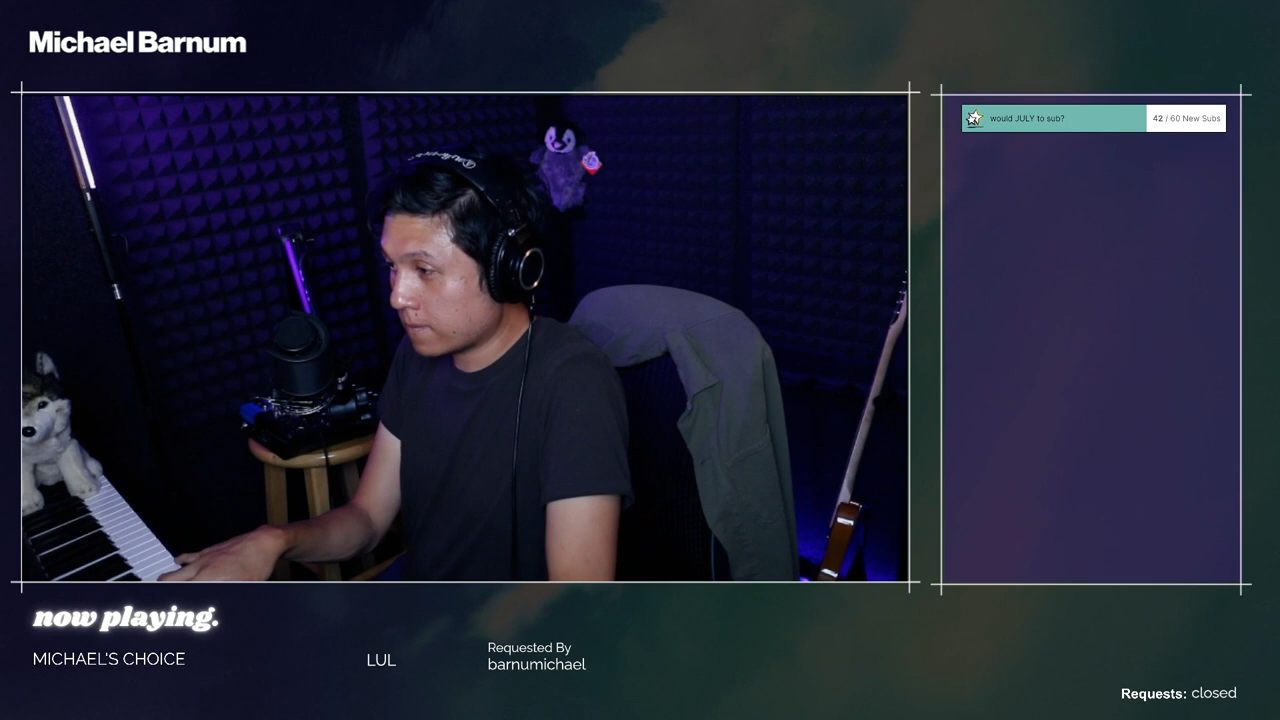 Michael Barnum
would JULY to sub?
42 / 60 New Subs
now playing.
MICHAEL'S CHOICE
LUL
Requested By
barnumichael
Requests: closed